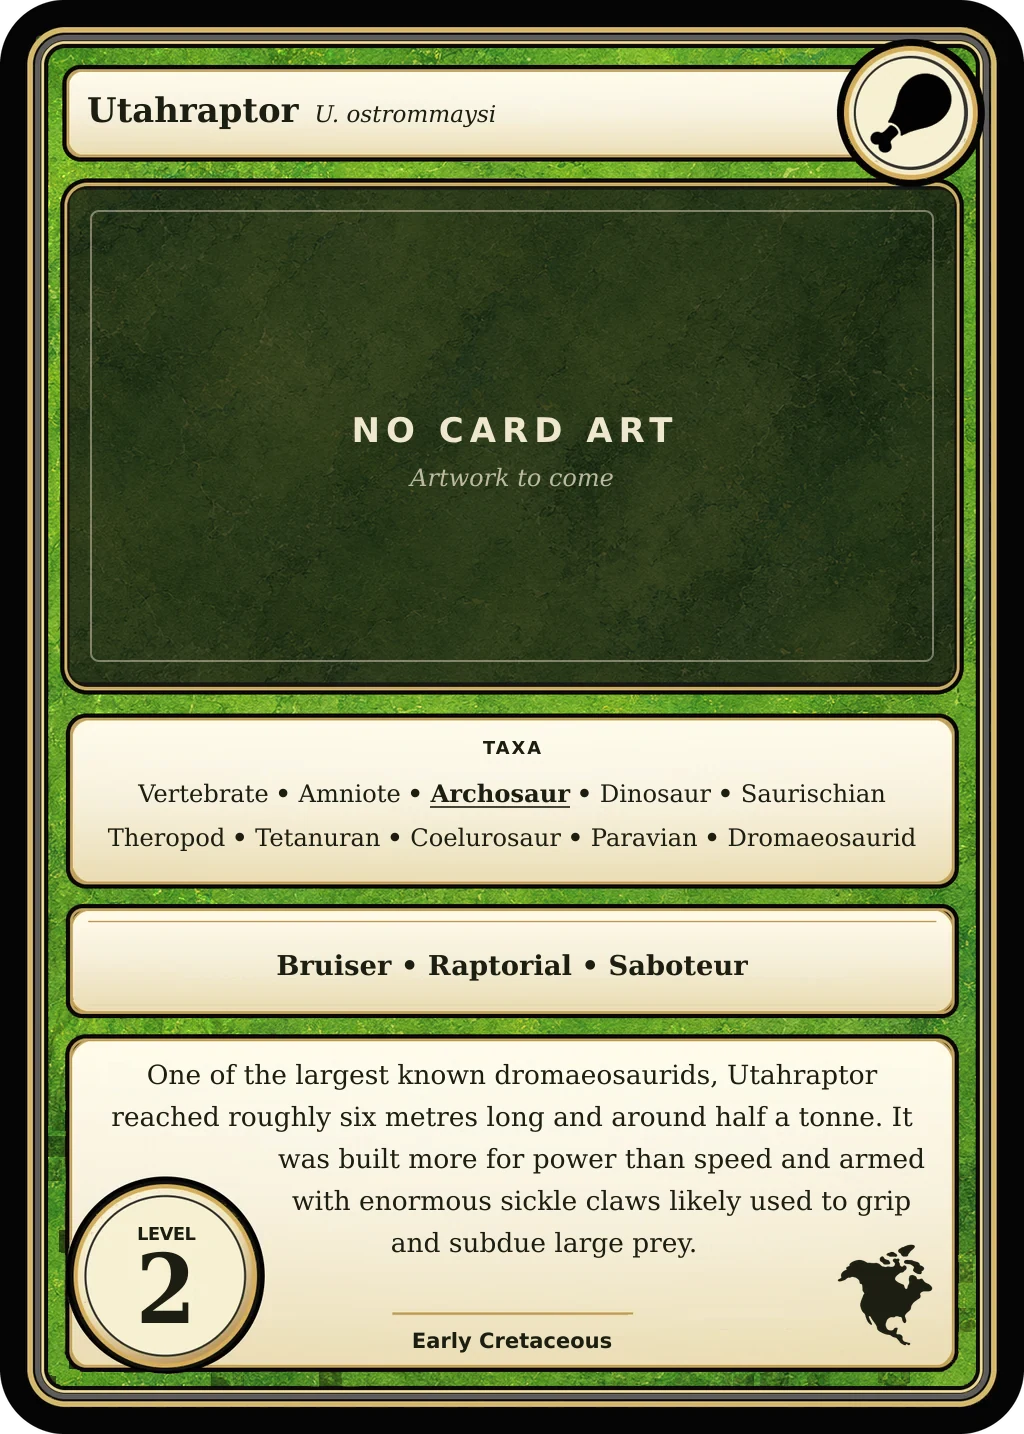 Utahraptor U. ostrommaysi
NO CARD ART
Artwork to come
TAXA
Vertebrate • Amniote • Archosaur • Dinosaur • Saurischian
Theropod • Tetanuran • Coelurosaur • Paravian • Dromaeosaurid
Bruiser • Raptorial • Saboteur
One of the largest known dromaeosaurids, Utahraptor
reached roughly six metres long and around half a tonne. It
was built more for power than speed and armed
with enormous sickle claws likely used to grip
and subdue large prey.
LEVEL
2
Early Cretaceous